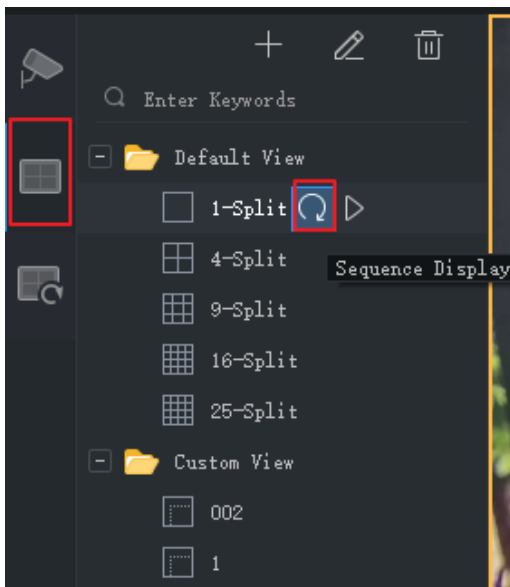 Enter Keywords
Default View
1-Split
Sequence Display
4-Split
9-Split
16-Split
25-Split
Custom View
002
1